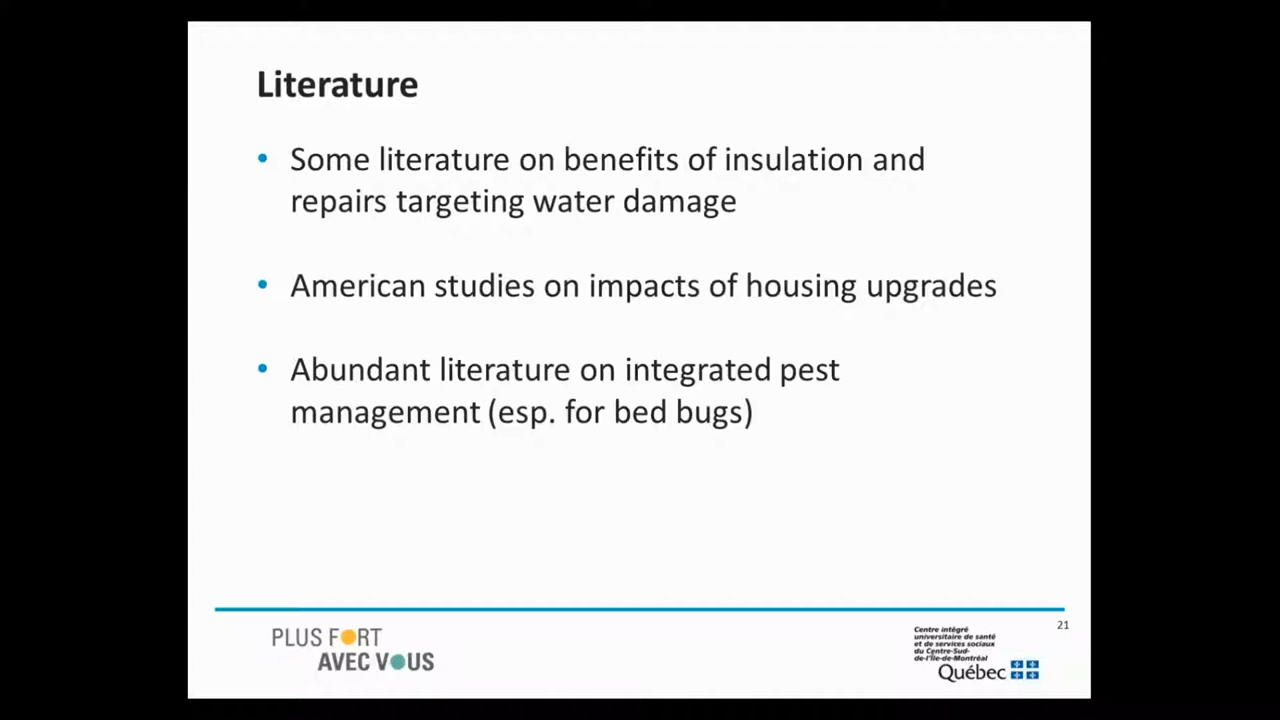 Literature
• Some literature on benefits of insulation and
repairs targeting water damage
• American studies on impacts of housing upgrades
• Abundant literature on integrated pest
management (esp. for bed bugs)
21
PLUS FORT
AVEC VOUS
Centre intégré
universitaire de santé
et de services sociaux
du Centre-Sud-
de-l'Île-de-Montréal
Québec